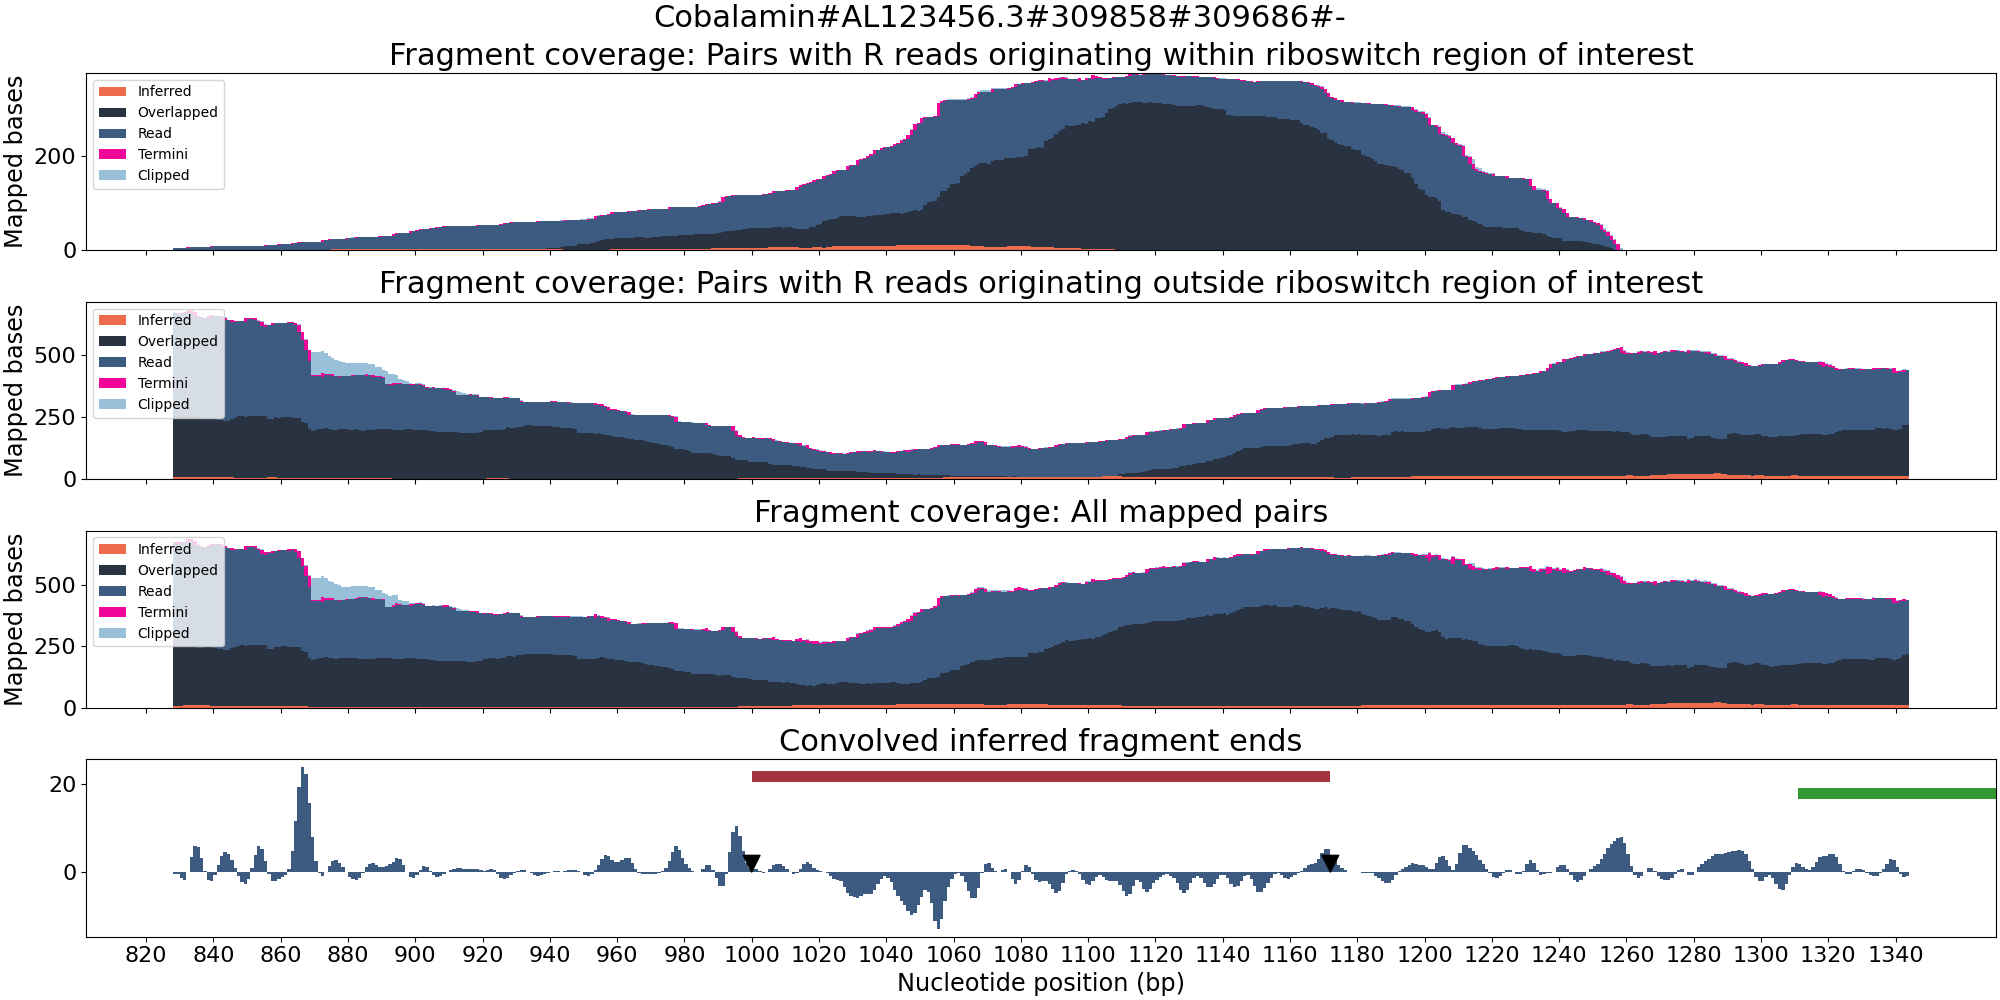 Cobalamin#AL123456.3#309858#309686#-
Fragment coverage: Pairs with R reads originating within riboswitch region of interest
Mapped bases
200
0
Inferred
Overlapped
Read
Termini
Clipped
Fragment coverage: Pairs with R reads originating outside riboswitch region of interest
Mapped bases
500
250
0
Inferred
Overlapped
Read
Termini
Clipped
Fragment coverage: All mapped pairs
Mapped bases
500
250
0
Inferred
Overlapped
Read
Termini
Clipped
Convolved inferred fragment ends
20
0
820 840 860 880 900 920 940 960 980 1000 1020 1040 1060 1080 1100 1120 1140 1160 1180 1200 1220 1240 1260 1280 1300 1320 1340
Nucleotide position (bp)